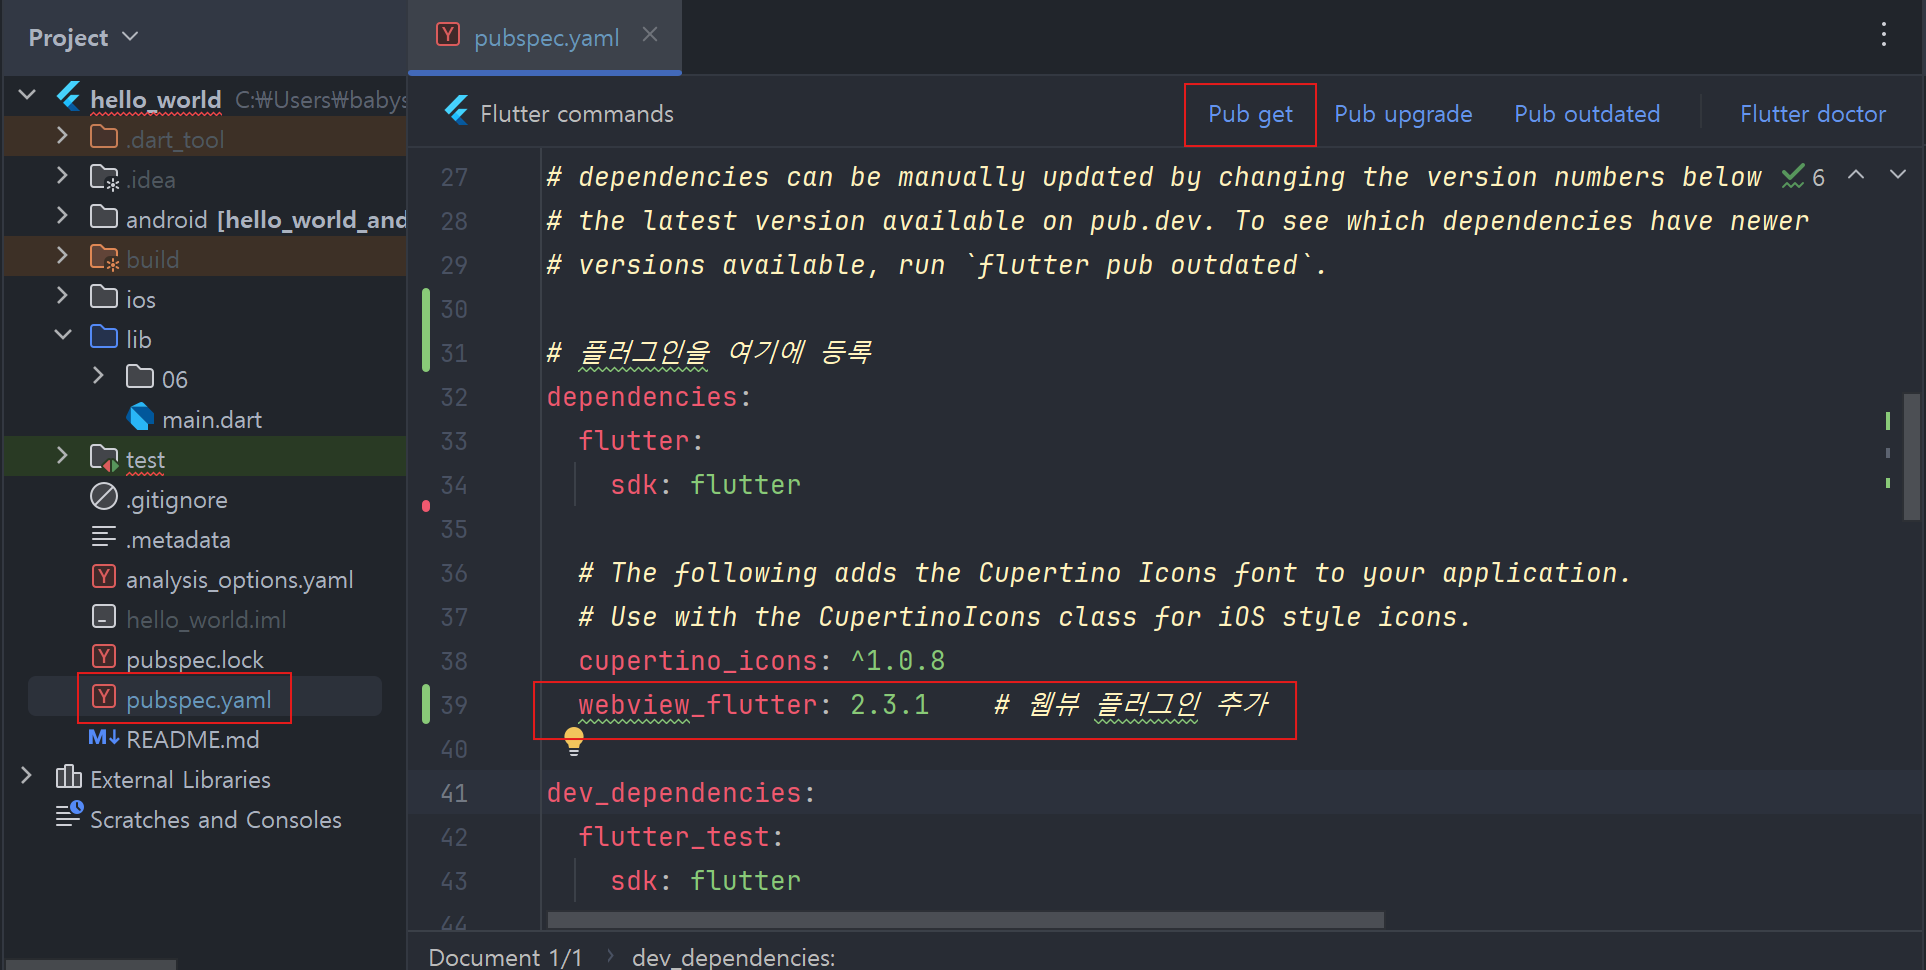 Project
pubspec.yaml
hello_world C:₩Users₩babys
.dart_tool
.idea
android [hello_world_and
build
ios
lib
06
main.dart
test
.gitignore
.metadata
analysis_options.yaml
hello_world.iml
pubspec.lock
pubspec.yaml
M↓ README.md
External Libraries
Scratches and Consoles
Flutter commands Pub get Pub upgrade Pub outdated Flutter doctor
27 # dependencies can be manually updated by changing the version numbers below 6
28 # the latest version available on pub.dev. To see which dependencies have newer
29 # versions available, run `flutter pub outdated`.
30
31 # 플러그인을 여기에 등록
32 dependencies:
33 flutter:
34 sdk: flutter
35
36 # The following adds the Cupertino Icons font to your application.
37 # Use with the CupertinoIcons class for iOS style icons.
38 cupertino_icons: ^1.0.8
39 webview_flutter: 2.3.1 # 웹뷰 플러그인 추가
40
41 dev_dependencies:
42 flutter_test:
43 sdk: flutter
44
Document 1/1 › dev_dependencies: